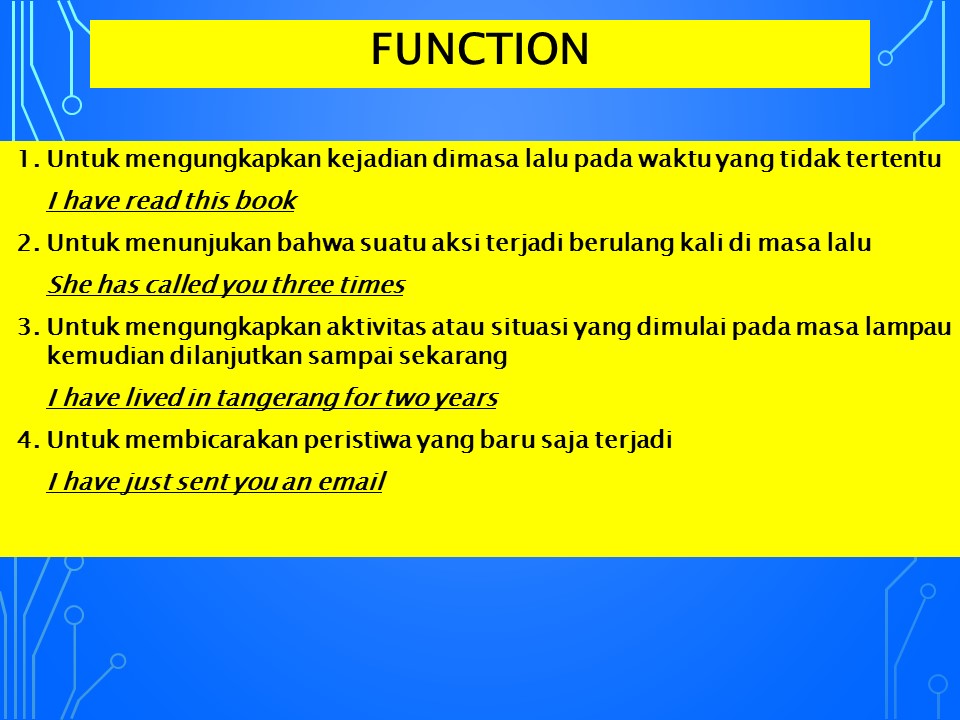 FUNCTION
1. Untuk mengungkapkan kejadian dimasa lalu pada waktu yang tidak tertentu
I have read this book
2. Untuk menunjukan bahwa suatu aksi terjadi berulang kali di masa lalu
She has called you three times
3. Untuk mengungkapkan aktivitas atau situasi yang dimulai pada masa lampau
kemudian dilanjutkan sampai sekarang
I have lived in tangerang for two years
4. Untuk membicarakan peristiwa yang baru saja terjadi
I have just sent you an email